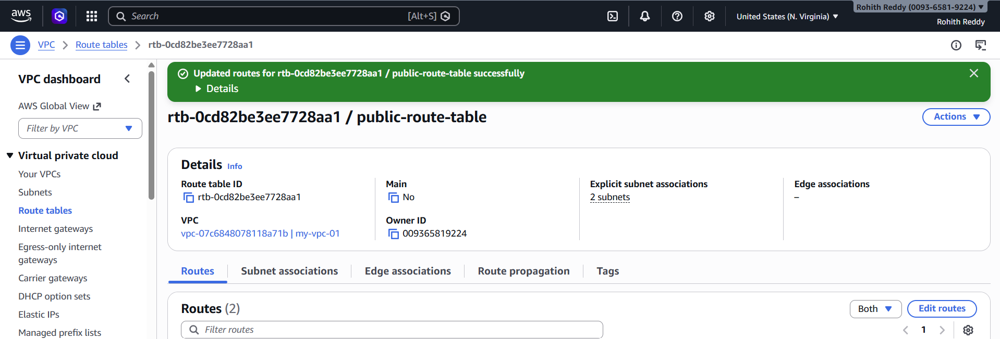 aws
Search
[Alt+S]
United States (N. Virginia)
Rohith Reddy (0093-6581-9224)
Rohith Reddy
VPC
Route tables
rtb-0cd82be3ee7728aa1
VPC dashboard
AWS Global View
Filter by VPC
Virtual private cloud
Your VPCs
Subnets
Route tables
Internet gateways
Egress-only internet
gateways
Carrier gateways
DHCP option sets
Elastic IPs
Managed prefix lists
Updated routes for rtb-0cd82be3ee7728aa1 / public-route-table successfully
Details
rtb-0cd82be3ee7728aa1 / public-route-table
Actions
Details Info
Route table ID
rtb-0cd82be3ee7728aa1
Main
No
Explicit subnet associations
2 subnets
Edge associations
–
VPC
vpc-07c6848078118a71b | my-vpc-01
Owner ID
009365819224
Routes
Subnet associations
Edge associations
Route propagation
Tags
Routes (2)
Both
Edit routes
Filter routes
1